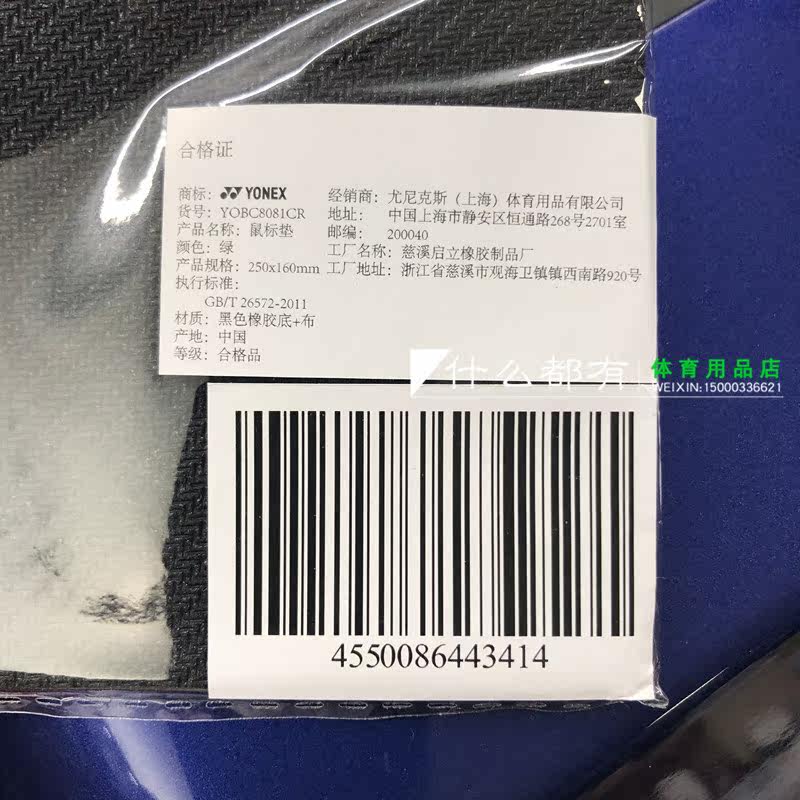 合格证
商标: YONEX
货号: YOBC8081CR
产品名称: 鼠标垫
颜色: 绿
产品规格: 250x160mm
执行标准:
GB/T 26572-2011
材质: 黑色橡胶底+布
产地: 中国
等级: 合格品
经销商: 尤尼克斯（上海）体育用品有限公司
地址: 中国上海市静安区恒通路268号2701室
邮编: 200040
工厂名称: 慈溪启立橡胶制品厂
工厂地址: 浙江省慈溪市观海卫镇镇西南路920号
什么都有 体育用品店
WEIXIN:15000336621
4550086443414